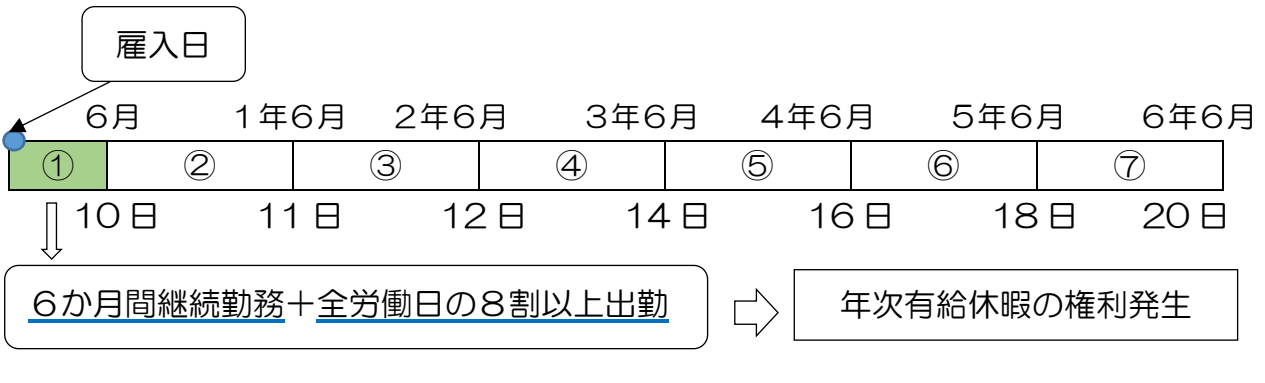 雇入日
６月 １年６月 ２年６月 ３年６月 ４年６月 ５年６月 ６年６月
① ② ③ ④ ⑤ ⑥ ⑦
10日 11日 12日 14日 16日 18日 20日
６か月間継続勤務＋全労働日の８割以上出勤
年次有給休暇の権利発生